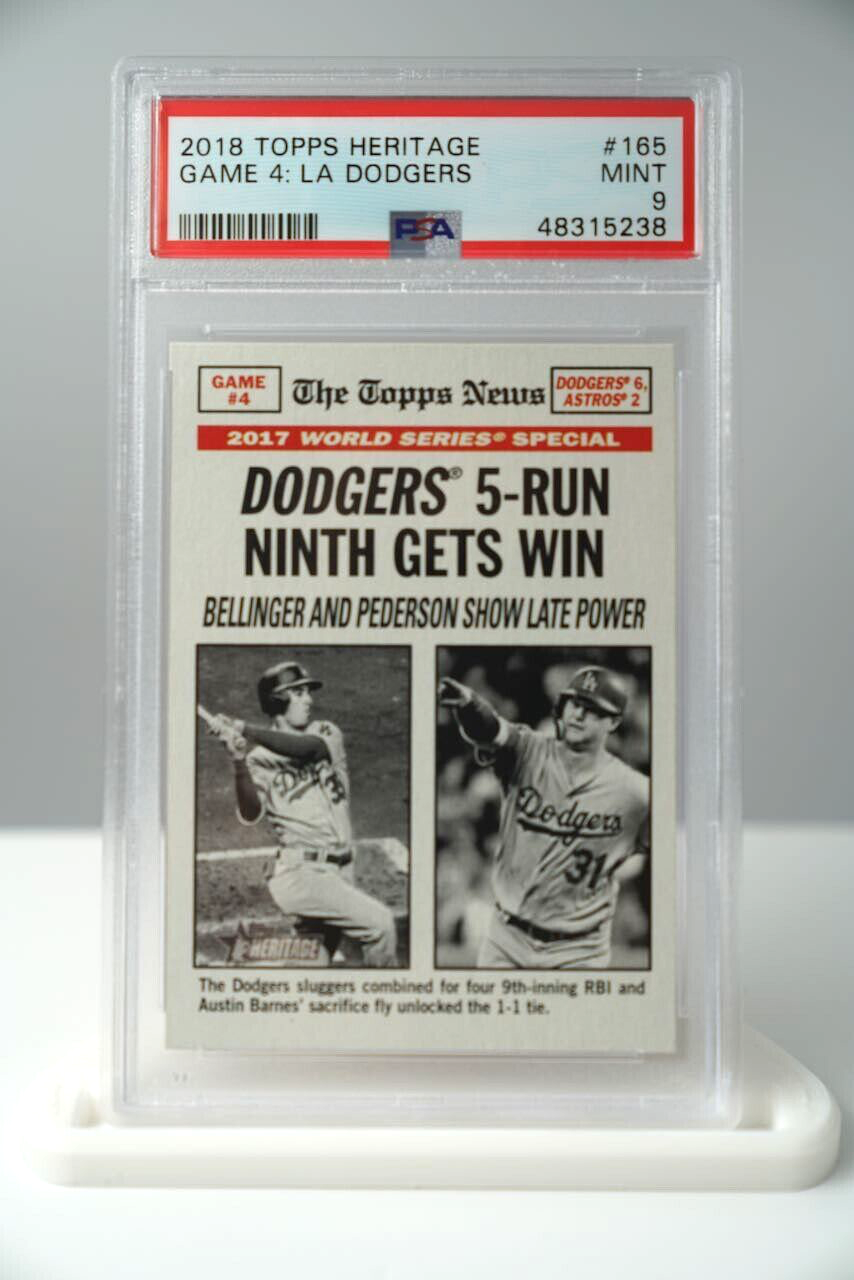 2018 TOPPS HERITAGE #165
GAME 4: LA DODGERS MINT
9
PSA 48315238
GAME #4
The Topps News
DODGERS® 6, ASTROS® 2
2017 WORLD SERIES® SPECIAL
DODGERS® 5-RUN
NINTH GETS WIN
BELLINGER AND PEDERSON SHOW LATE POWER
Dodgers
31
HERITAGE
The Dodgers sluggers combined for four 9th-inning RBI and
Austin Barnes' sacrifice fly unlocked the 1-1 tie.